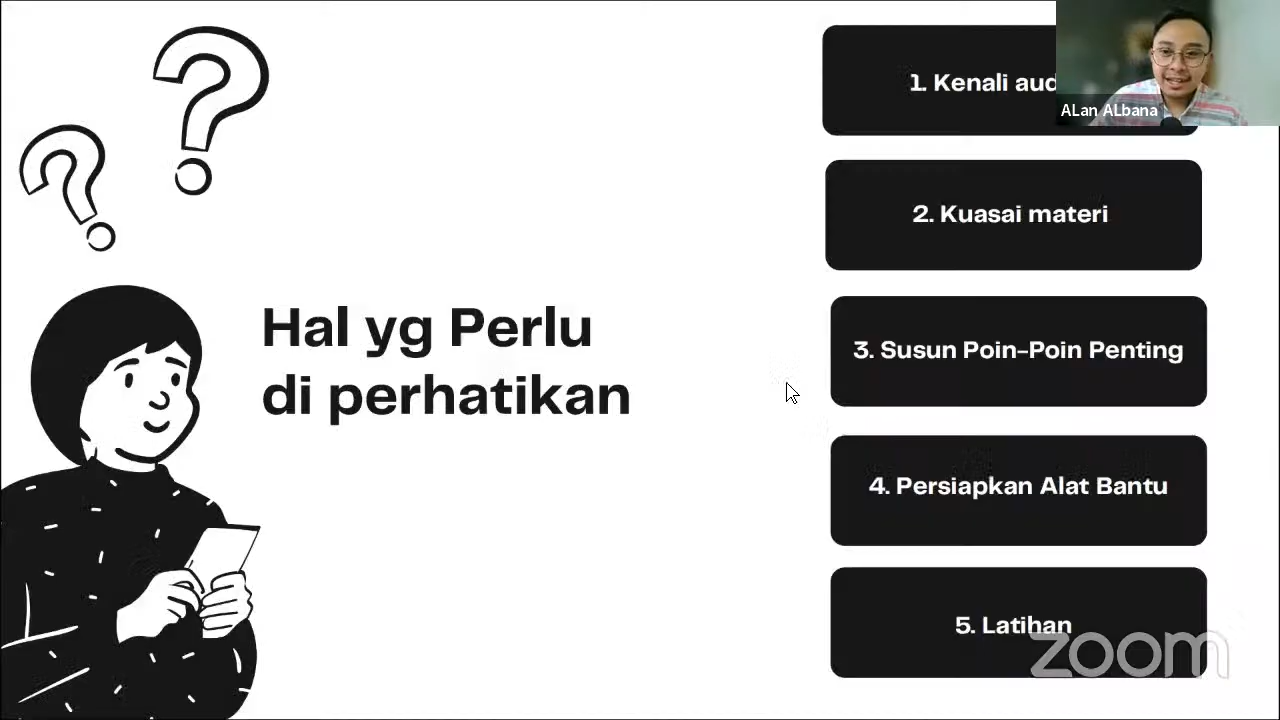 Hal yg Perlu
di perhatikan
1. Kenali
ALan ALbana
2. Kuasai materi
3. Susun Poin-Poin Penting
4. Persiapkan Alat Bantu
5. Latihan
zoom